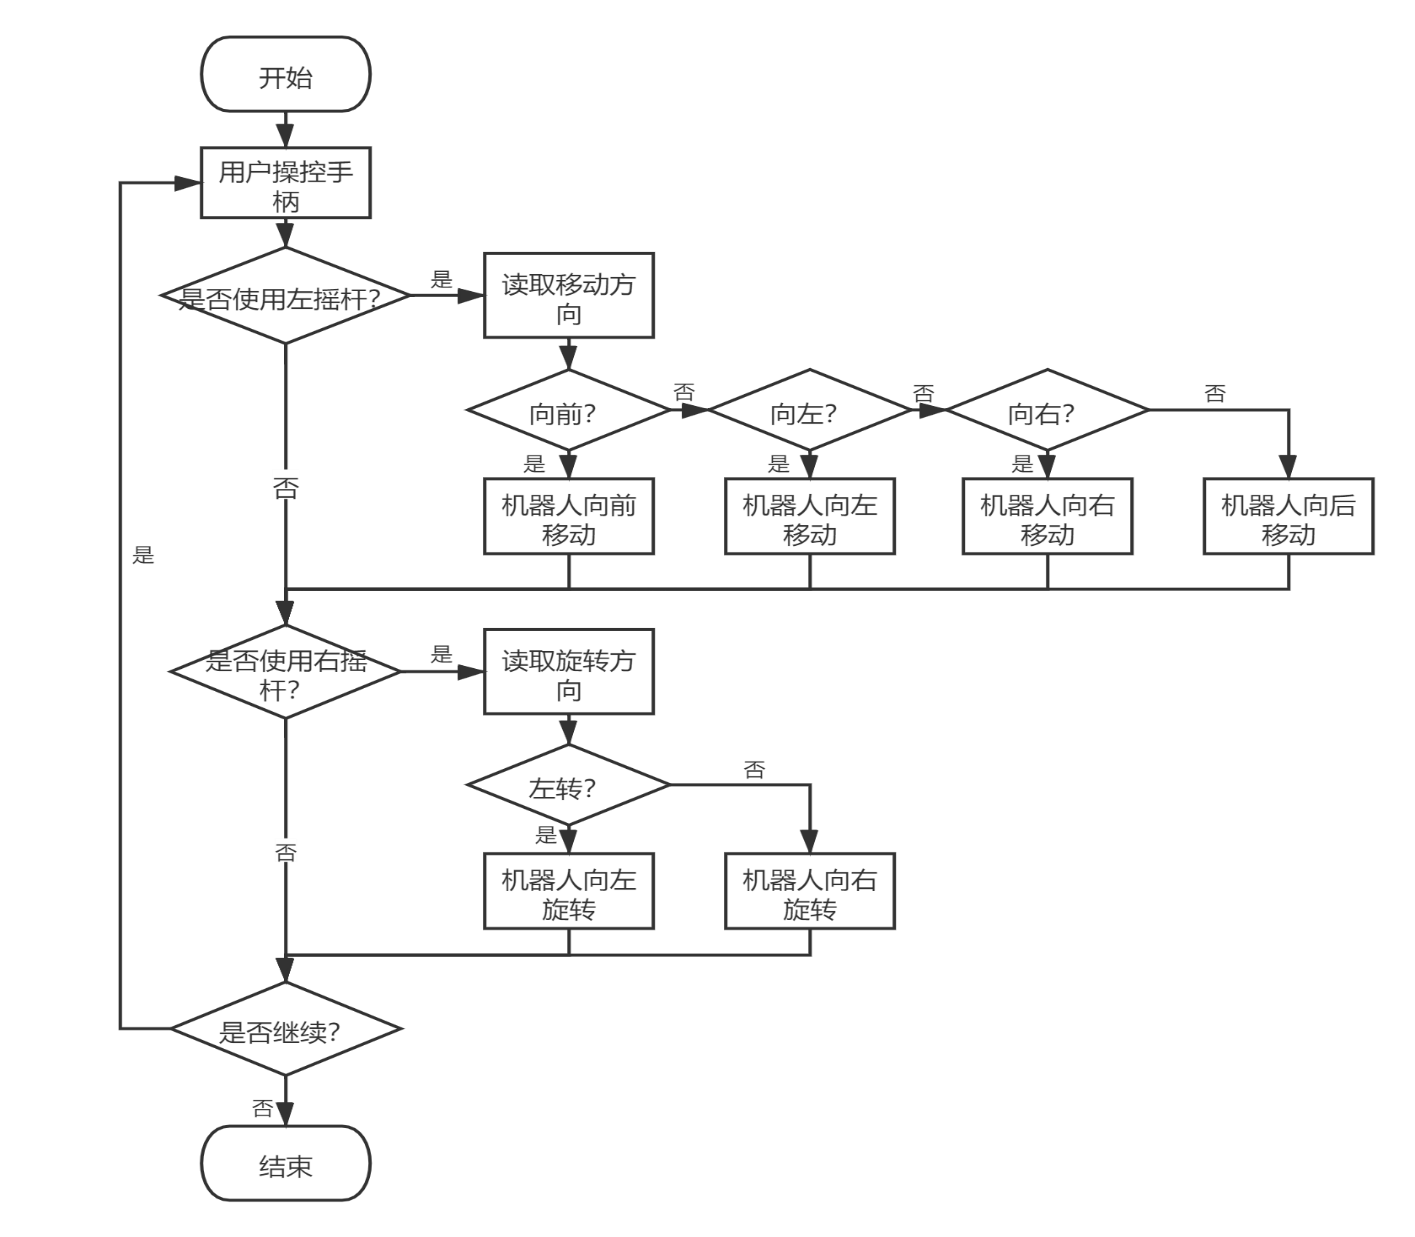 开始
用户操控手
柄
是否使用左摇杆？
是
读取移动方
向
向前？
否
向左？
否
向右？
否
是
是
是
机器人向前
移动
机器人向左
移动
机器人向右
移动
机器人向后
移动
否
是
是否使用右摇
杆？
是
读取旋转方
向
左转？
否
是
机器人向左
旋转
机器人向右
旋转
否
是否继续？
否
结束